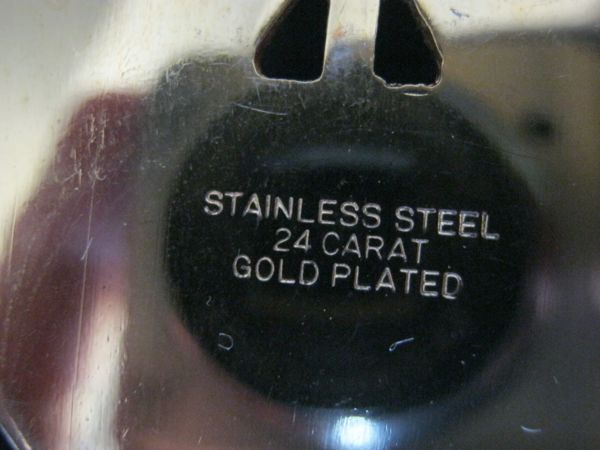 STAINLESS STEEL
24 CARAT
GOLD PLATED